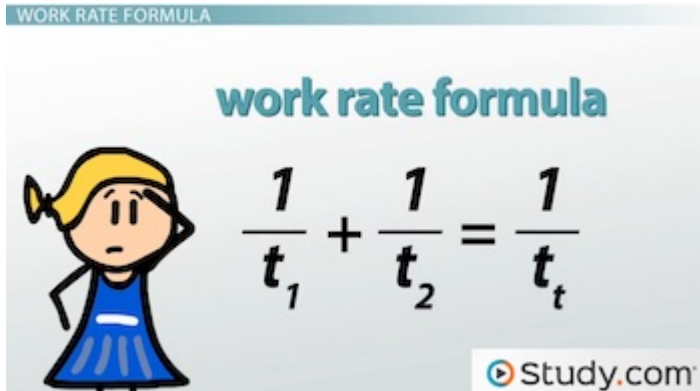 WORK RATE FORMULA
work rate formula
1/t₁ + 1/t₂ = 1/tₜ
Study.com